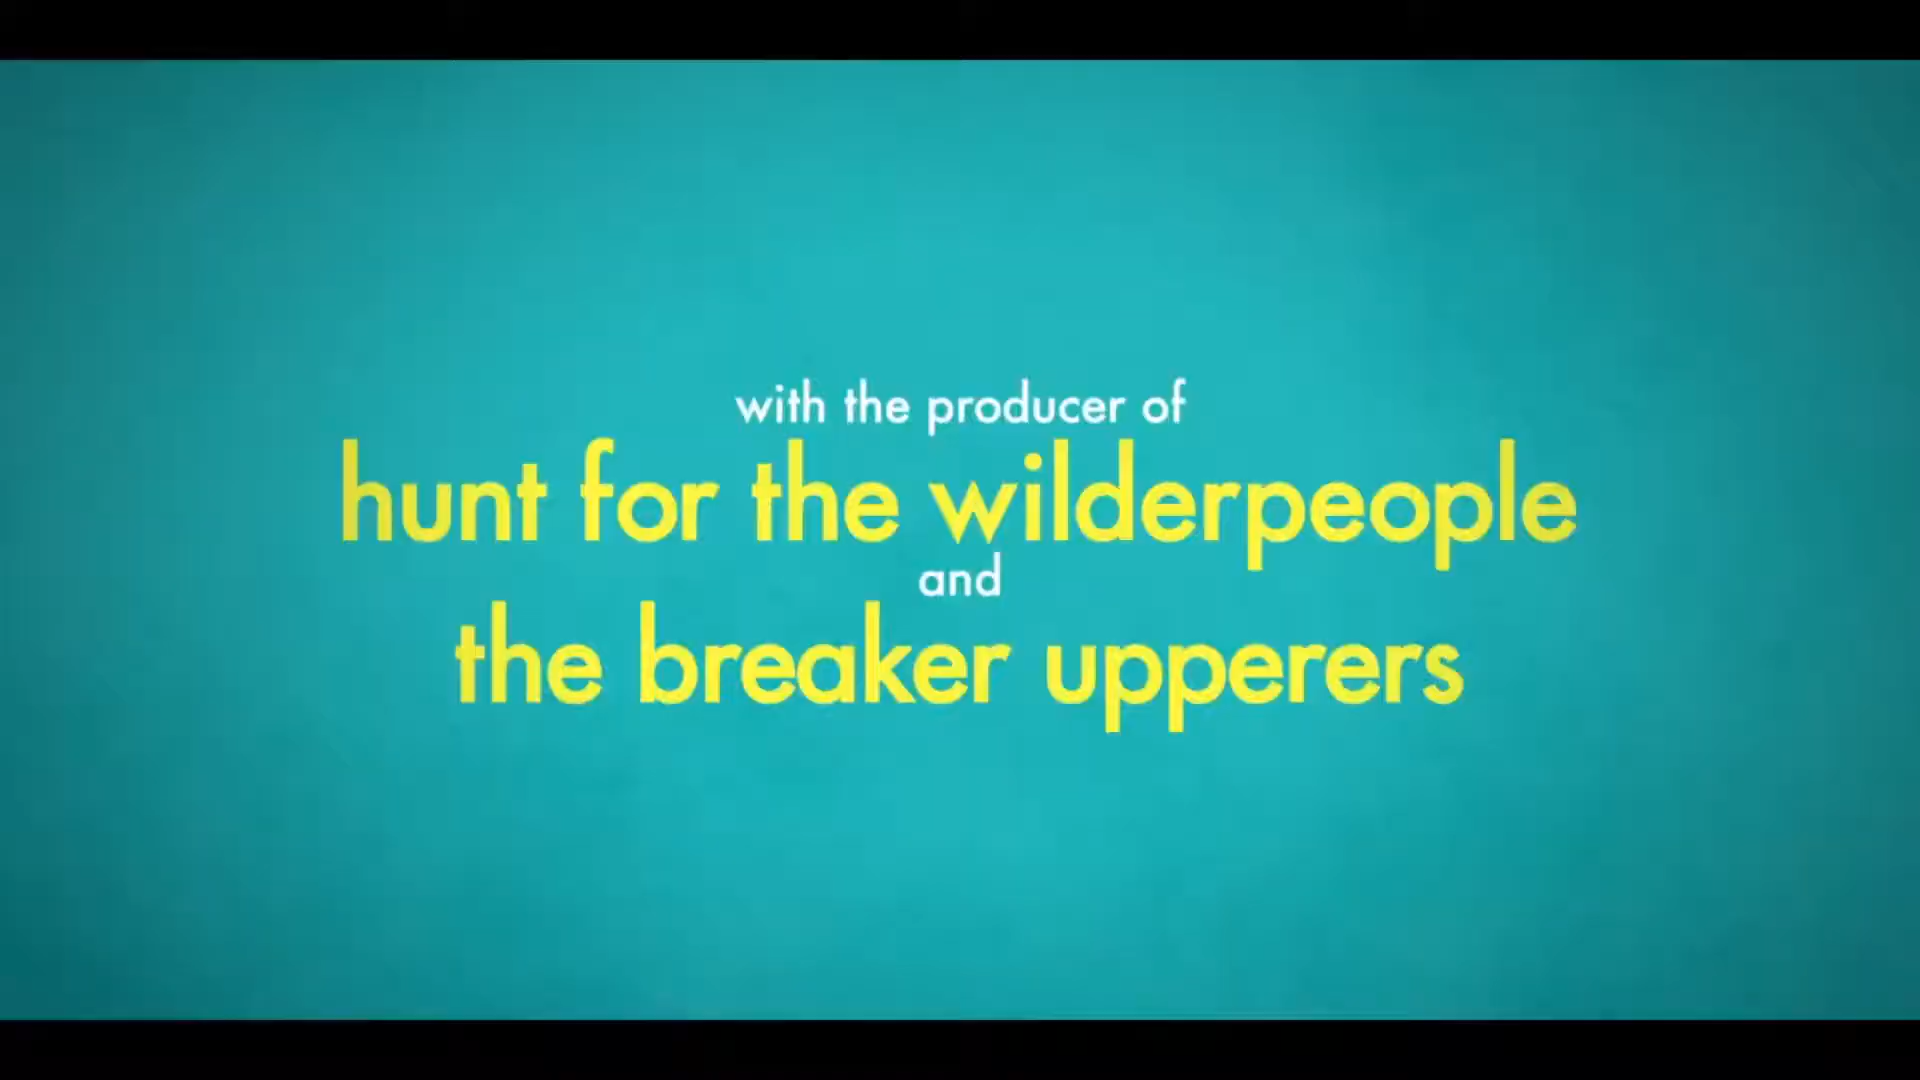 with the producer of
hunt for the wilderpeople
and
the breaker upperers